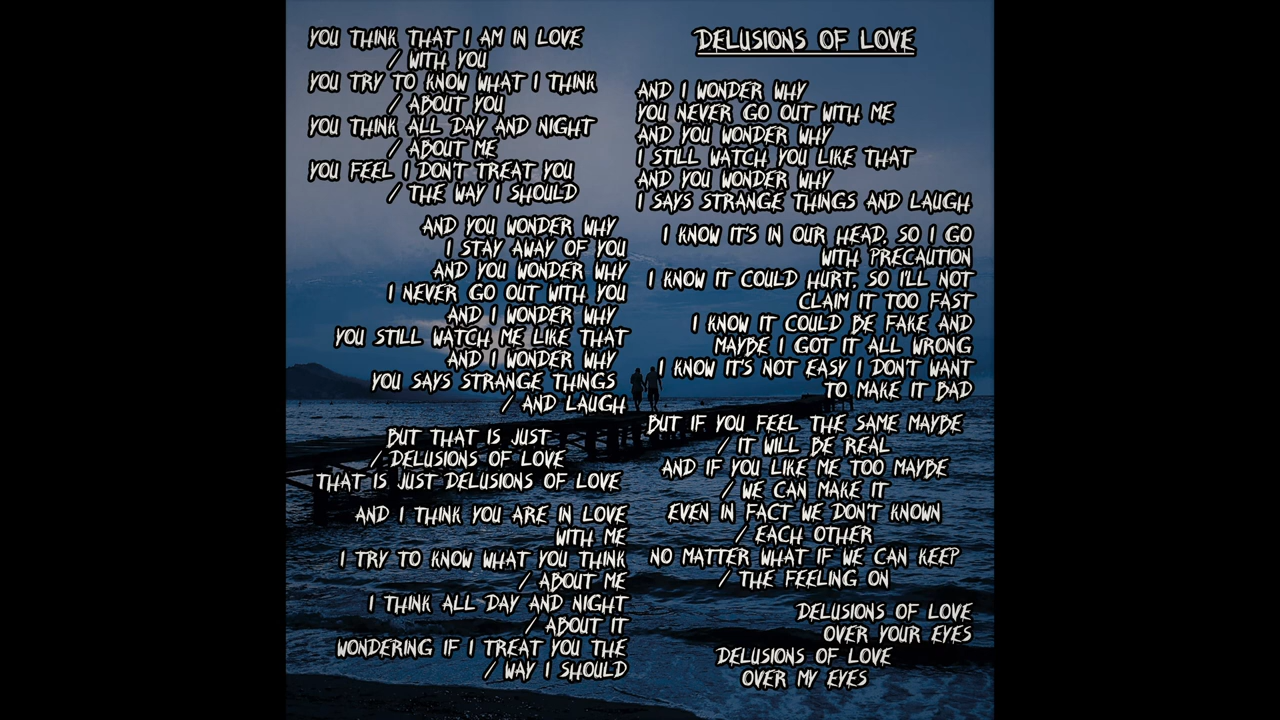 DELUSIONS OF LOVE
YOU THINK THAT I AM IN LOVE
/ WITH YOU
YOU TRY TO KNOW WHAT I THINK
/ ABOUT YOU
YOU THINK ALL DAY AND NIGHT
/ ABOUT ME
YOU FEEL I DON'T TREAT YOU
/ THE WAY I SHOULD
AND YOU WONDER WHY
I STAY AWAY OF YOU
AND YOU WONDER WHY
I NEVER GO OUT WITH YOU
AND I WONDER WHY
YOU STILL WATCH ME LIKE THAT
AND I WONDER WHY
YOU SAYS STRANGE THINGS
/ AND LAUGH
BUT THAT IS JUST
/ DELUSIONS OF LOVE
THAT IS JUST DELUSIONS OF LOVE
AND I THINK YOU ARE IN LOVE
WITH ME
I TRY TO KNOW WHAT YOU THINK
/ ABOUT ME
I THINK ALL DAY AND NIGHT
/ ABOUT IT
WONDERING IF I TREAT YOU THE
/ WAY I SHOULD
AND I WONDER WHY
YOU NEVER GO OUT WITH ME
AND YOU WONDER WHY
I STILL WATCH YOU LIKE THAT
AND YOU WONDER WHY
I SAYS STRANGE THINGS AND LAUGH
I KNOW IT'S IN OUR HEAD, SO I GO
WITH PRECAUTION
I KNOW IT COULD HURT, SO I'LL NOT
CLAIM IT TOO FAST
I KNOW IT COULD BE FAKE AND
MAYBE I GOT IT ALL WRONG
I KNOW IT'S NOT EASY I DON'T WANT
TO MAKE IT BAD
BUT IF YOU FEEL THE SAME MAYBE
/ IT WILL BE REAL
AND IF YOU LIKE ME TOO MAYBE
/ WE CAN MAKE IT
EVEN IN FACT WE DON'T KNOWN
/ EACH OTHER
NO MATTER WHAT IF WE CAN KEEP
/ THE FEELING ON
DELUSIONS OF LOVE
OVER YOUR EYES
DELUSIONS OF LOVE
OVER MY EYES